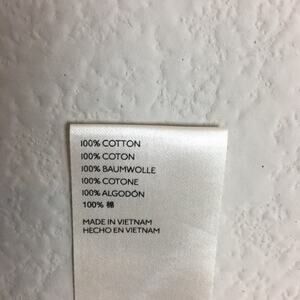 100% COTTON
100% COTON
100% BAUMWOLLE
100% COTONE
100% ALGODÓN
100% 棉
MADE IN VIETNAM
HECHO EN VIETNAM